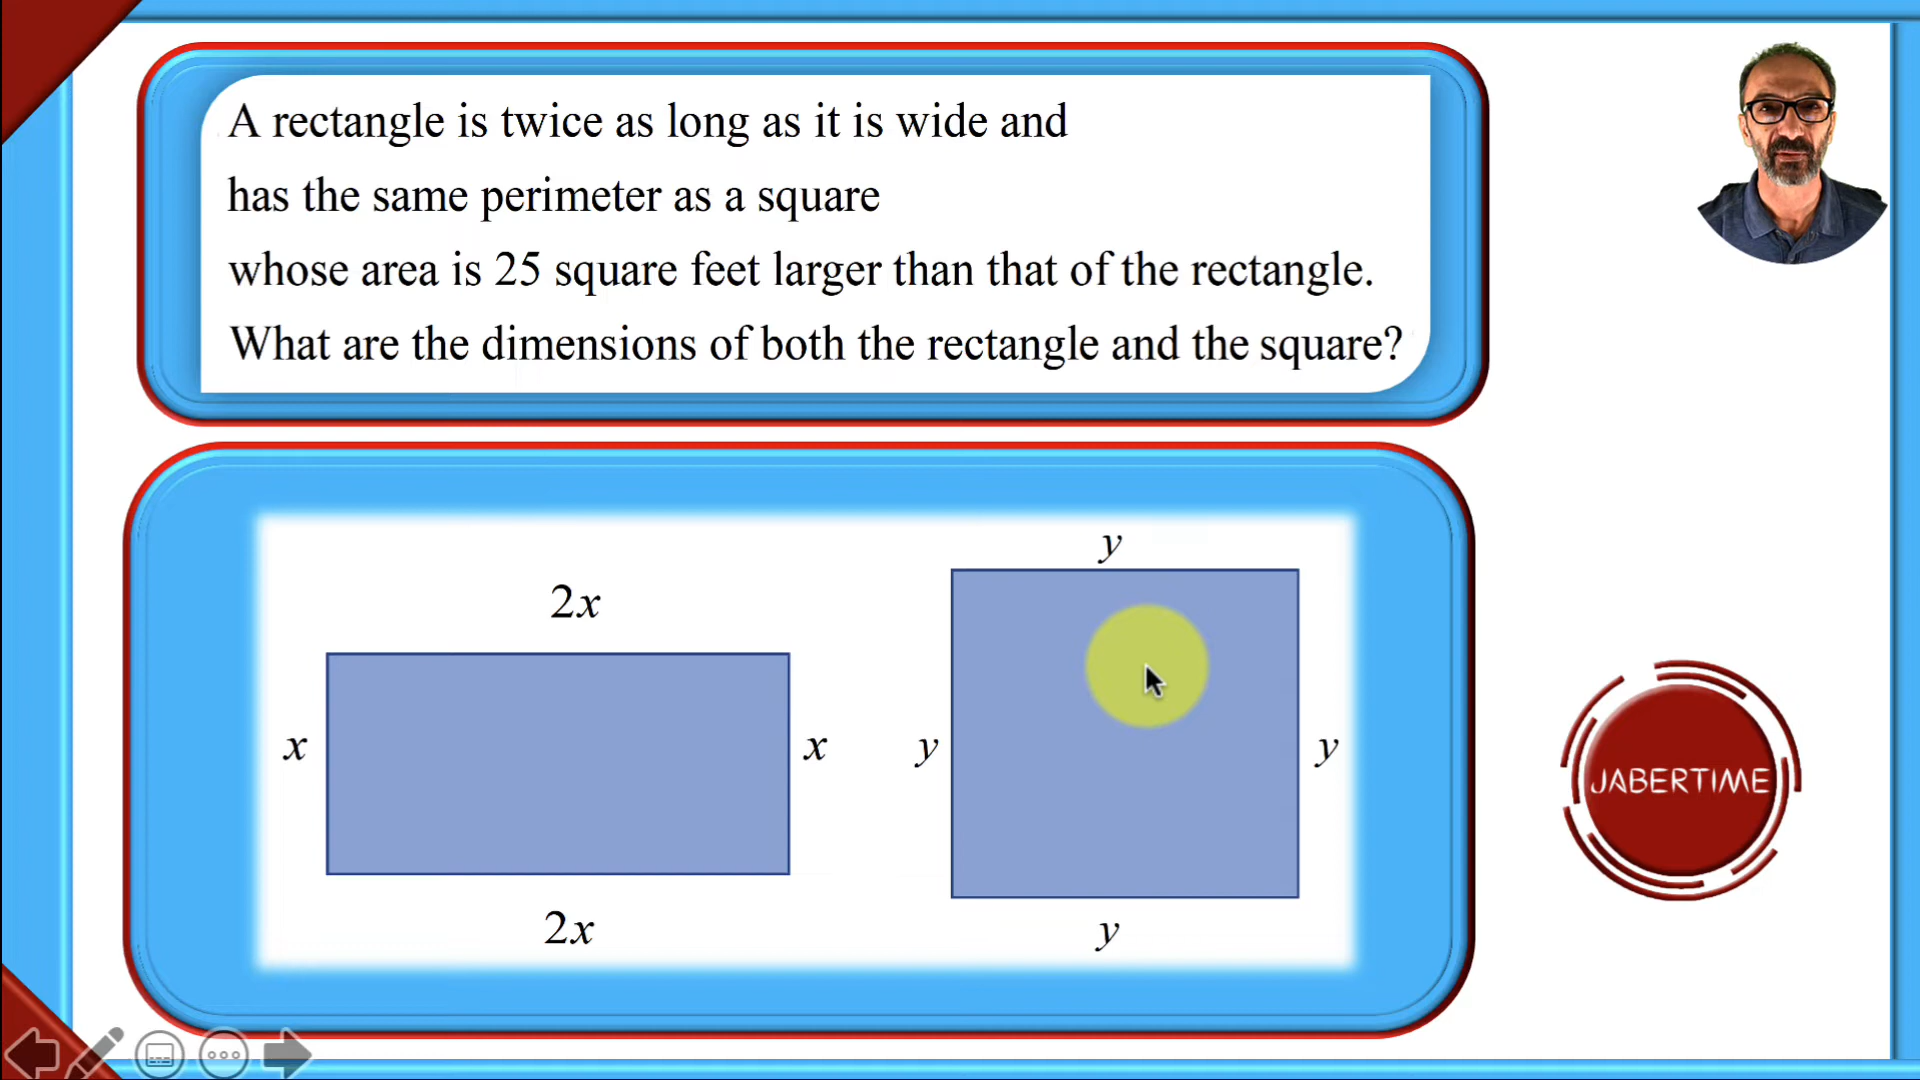 A rectangle is twice as long as it is wide and
has the same perimeter as a square
whose area is 25 square feet larger than that of the rectangle.
What are the dimensions of both the rectangle and the square?
y
2x
x
x
y
y
2x
y
JABERTIME